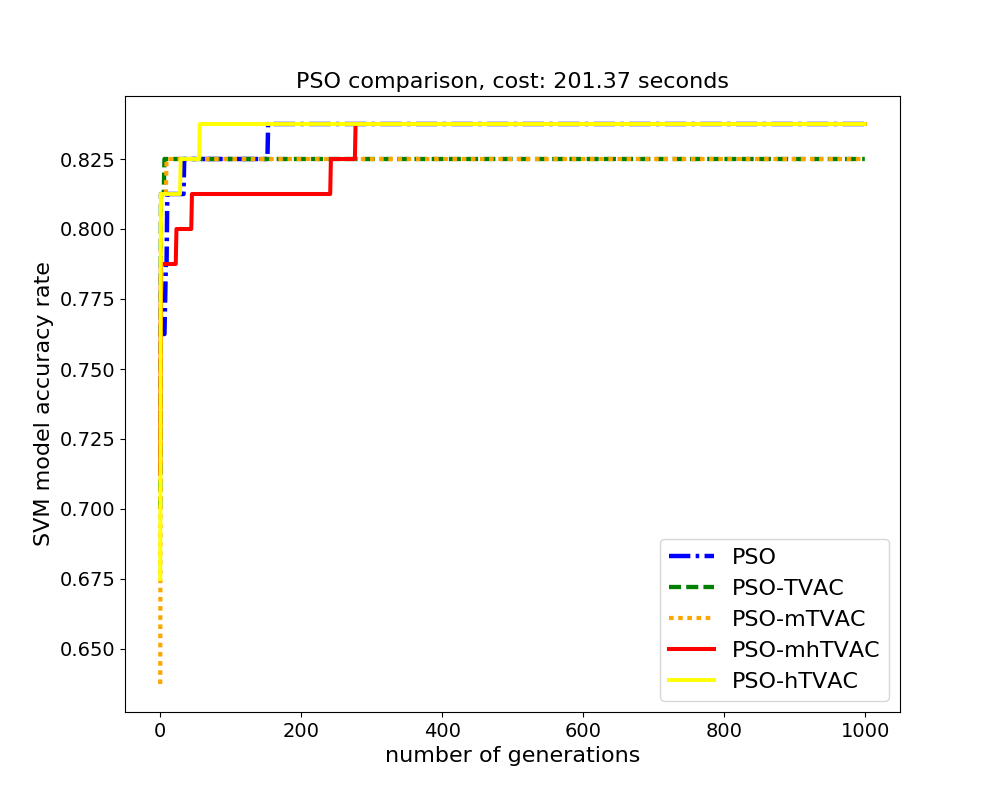 PSO comparison, cost: 201.37 seconds
SVM model accuracy rate
0.825
0.800
0.775
0.750
0.725
0.700
0.675
0.650
0 200 400 600 800 1000
number of generations
PSO
PSO-TVAC
PSO-mTVAC
PSO-mhTVAC
PSO-hTVAC